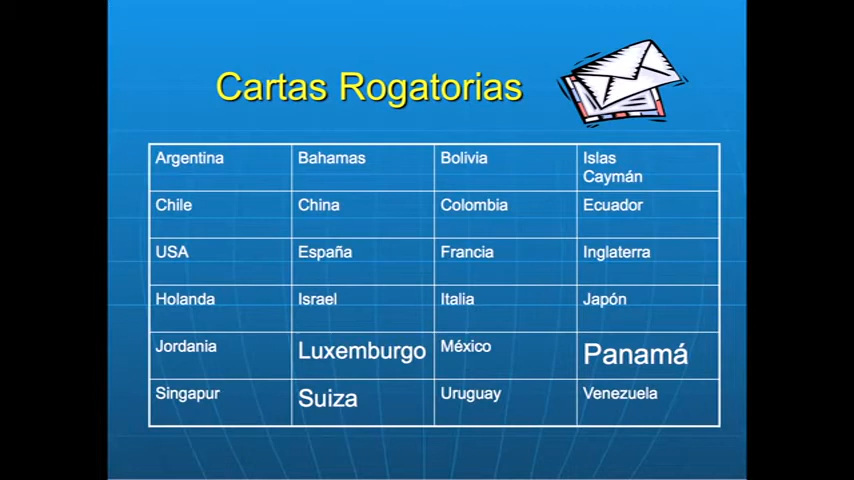 Cartas Rogatorias
Argentina Bahamas Bolivia Islas Caymán
Chile China Colombia Ecuador
USA España Francia Inglaterra
Holanda Israel Italia Japón
Jordania Luxemburgo México Panamá
Singapur Suiza Uruguay Venezuela